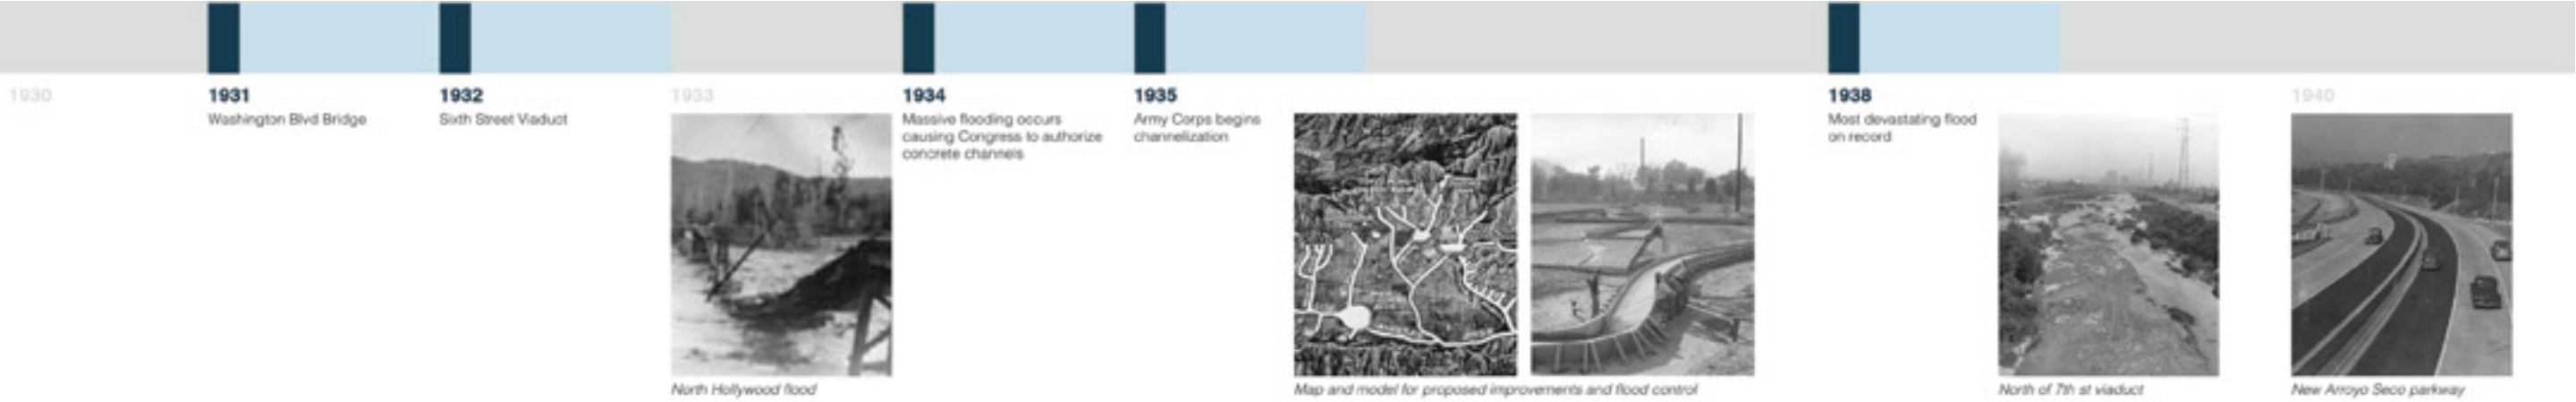 1930
1931
Washington Blvd Bridge
1932
Sixth Street Viaduct
1933
North Hollywood flood
1934
Massive flooding occurs
causing Congress to authorize
concrete channels
1935
Army Corps begins
channelization
Map and model for proposed improvements and flood control
1938
Most devastating flood
on record
North of 7th st viaduct
1940
New Arroyo Seco parkway